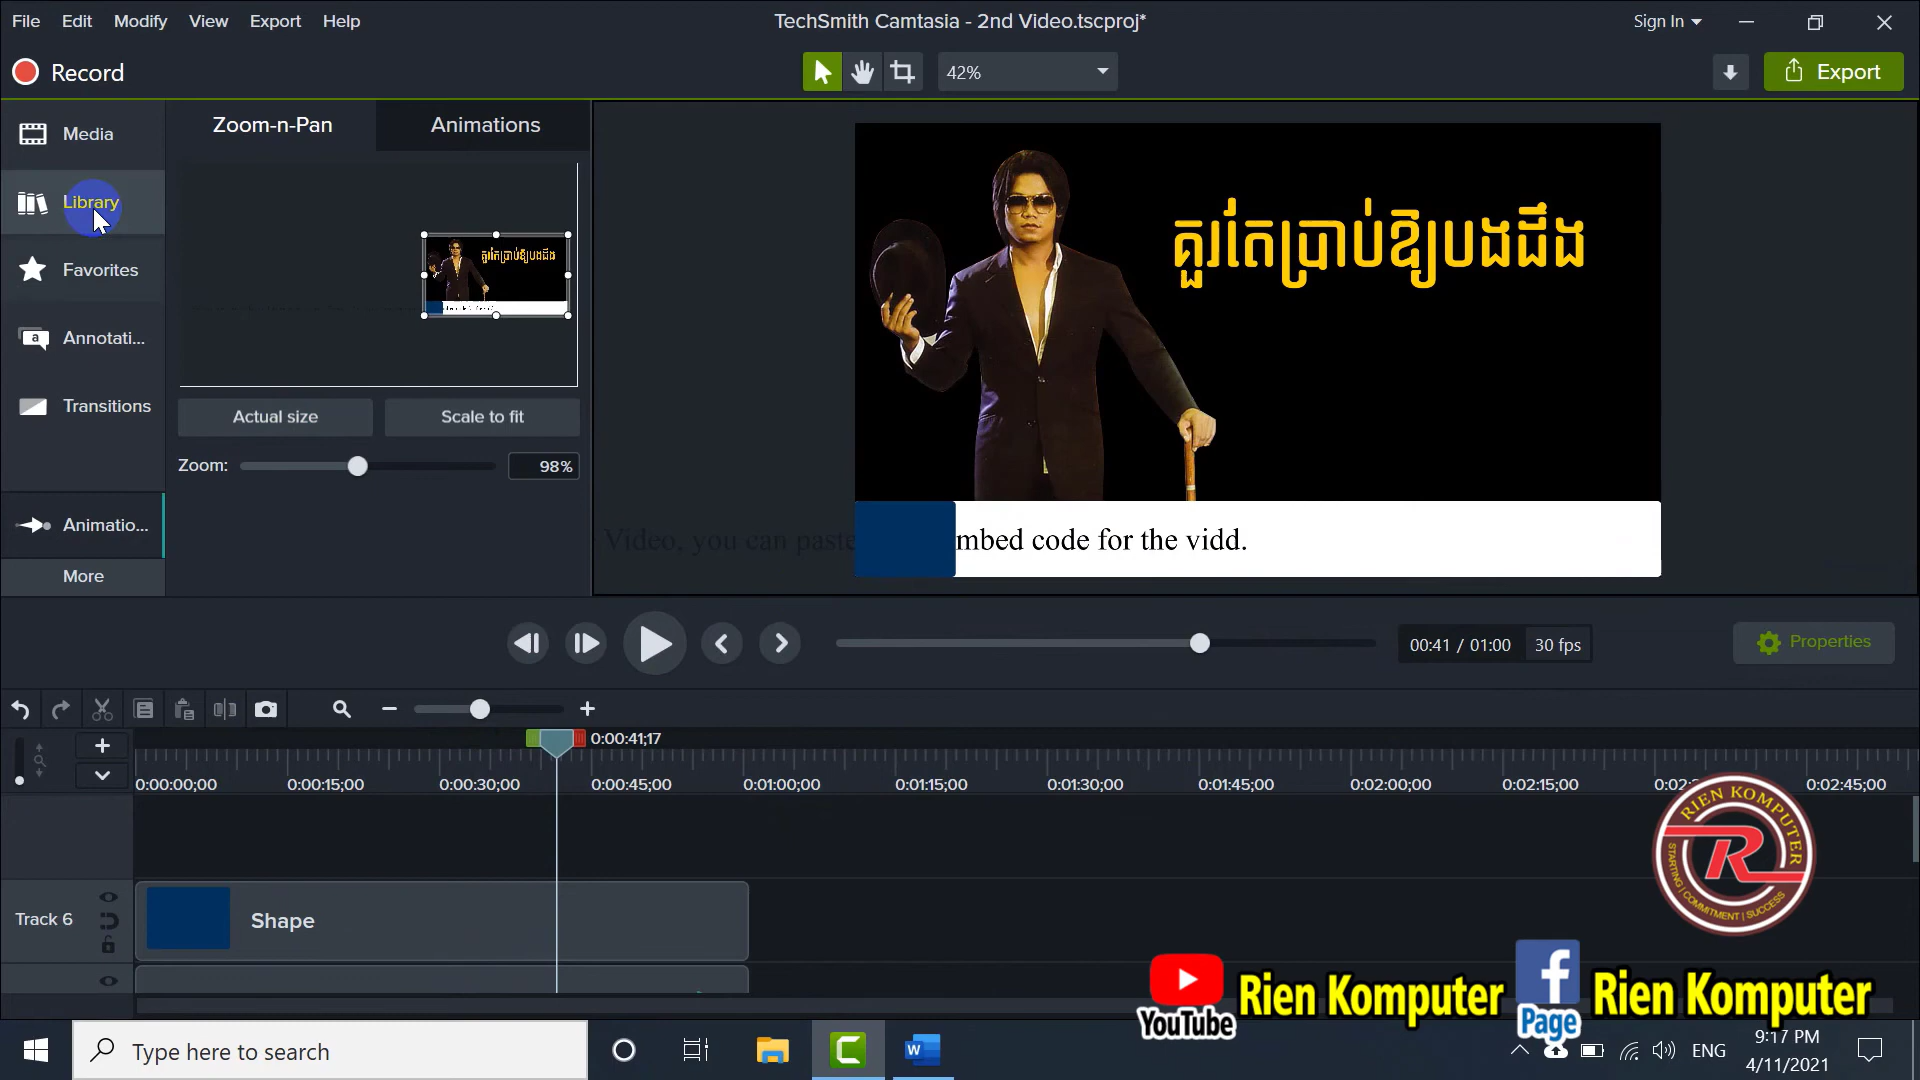 File Edit Modify View Export Help
TechSmith Camtasia - 2nd Video.tscproj*
Sign In
Record
42%
Export
Media
Library
Favorites
Annotati...
Transitions
Animatio...
More
Zoom-n-Pan
Animations
Actual size
Scale to fit
Zoom:
98%
គួរតែប្រាប់ឱ្យបងដឹង
Video, you can paste
mbed code for the vidd.
00:41 / 01:00
30 fps
Properties
0:00:41;17
0:00:00;00 0:00:15;00 0:00:30;00 0:00:45;00 0:01:00;00 0:01:15;00 0:01:30;00 0:01:45;00 0:02:00;00 0:02:15;00 0:02: 0:02:45;00
Track 6
Shape
RIEN KOMPUTER
R
STARTING | COMMITMENT | SUCCESS
YouTube
Rien Komputer
f
Page
Rien Komputer
Type here to search
ENG
9:17 PM
4/11/2021